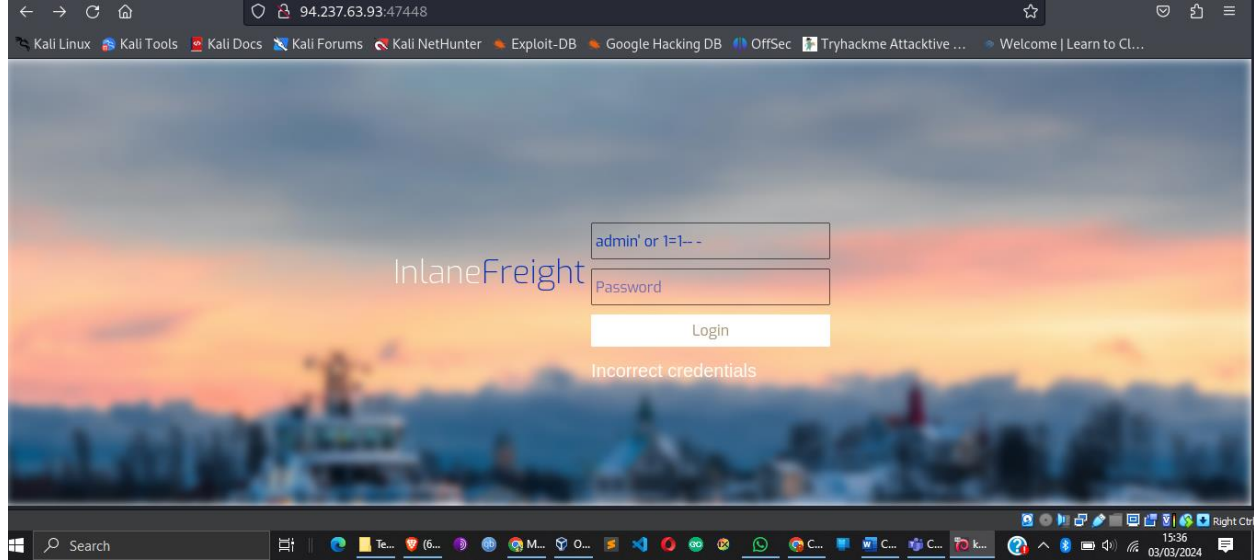 94.237.63.93:47448
Kali Linux Kali Tools Kali Docs Kali Forums Kali NetHunter Exploit-DB Google Hacking DB OffSec Tryhackme Attacktive ... Welcome | Learn to Cl...
admin' or 1=1-- -
InlaneFreight
Password
Login
Incorrect credentials
Right Ctrl
Search Te... (6... M... O... C... C... C... k... 15:36
03/03/2024